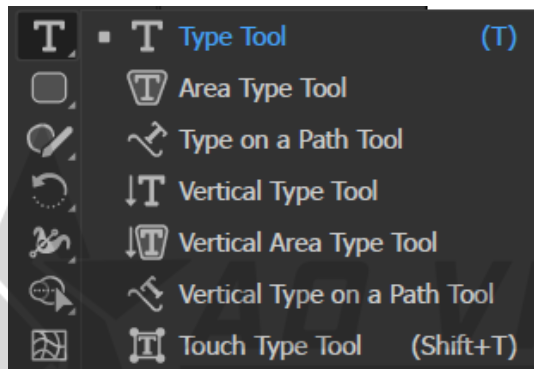 Type Tool (T)
Area Type Tool
Type on a Path Tool
Vertical Type Tool
Vertical Area Type Tool
Vertical Type on a Path Tool
Touch Type Tool (Shift+T)